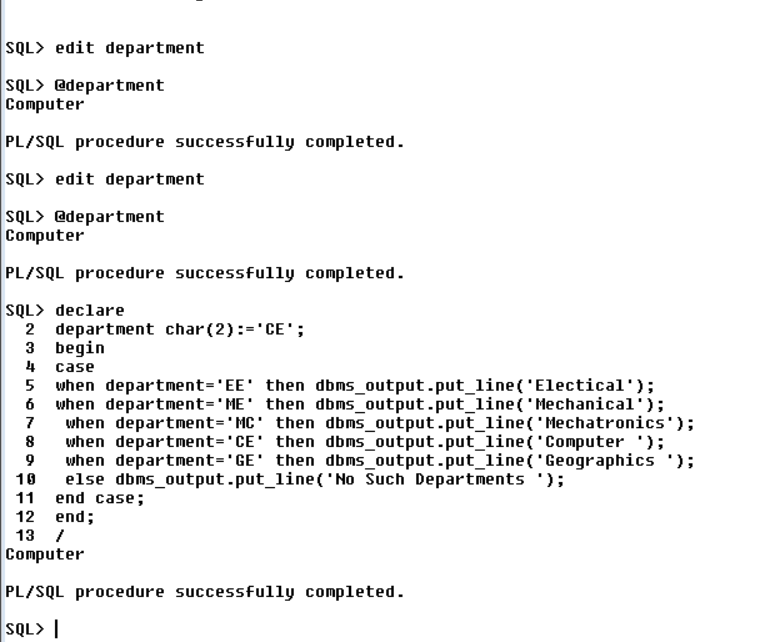 SQL> edit department
SQL> @department
Computer
PL/SQL procedure successfully completed.
SQL> edit department
SQL> @department
Computer
PL/SQL procedure successfully completed.
SQL> declare
2 department char(2):='CE';
3 begin
4 case
5 when department='EE' then dbms_output.put_line('Electical');
6 when department='ME' then dbms_output.put_line('Mechanical');
7 when department='MC' then dbms_output.put_line('Mechatronics');
8 when department='CE' then dbms_output.put_line('Computer ');
9 when department='GE' then dbms_output.put_line('Geographics ');
10 else dbms_output.put_line('No Such Departments ');
11 end case;
12 end;
13 /
Computer
PL/SQL procedure successfully completed.
SQL>